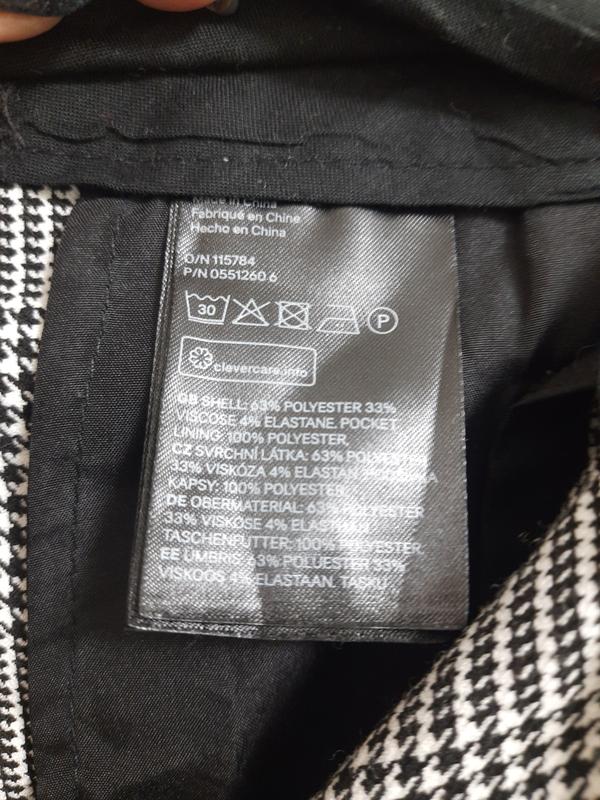 Made in China
Fabriqué en Chine
Hecho en China
O/N 115784
P/N 0551260 6
30
P
clevercare.info
GB SHELL: 63% POLYESTER 33%
VISCOSE 4% ELASTANE. POCKET
LINING: 100% POLYESTER.
CZ SVRCHNÍ LÁTKA: 63% POLYESTER
33% VISKÓZA 4% ELASTAN
KAPSY: 100% POLYESTER.
DE OBERMATERIAL: 63% POLYESTER
33% VISKOSE 4% ELASTHAN
TASCHENFUTTER: 100% POLYESTER.
EE UMBRIS: 63% POLÜESTER 33%
VISKOOS 4% ELASTAAN. TASKU